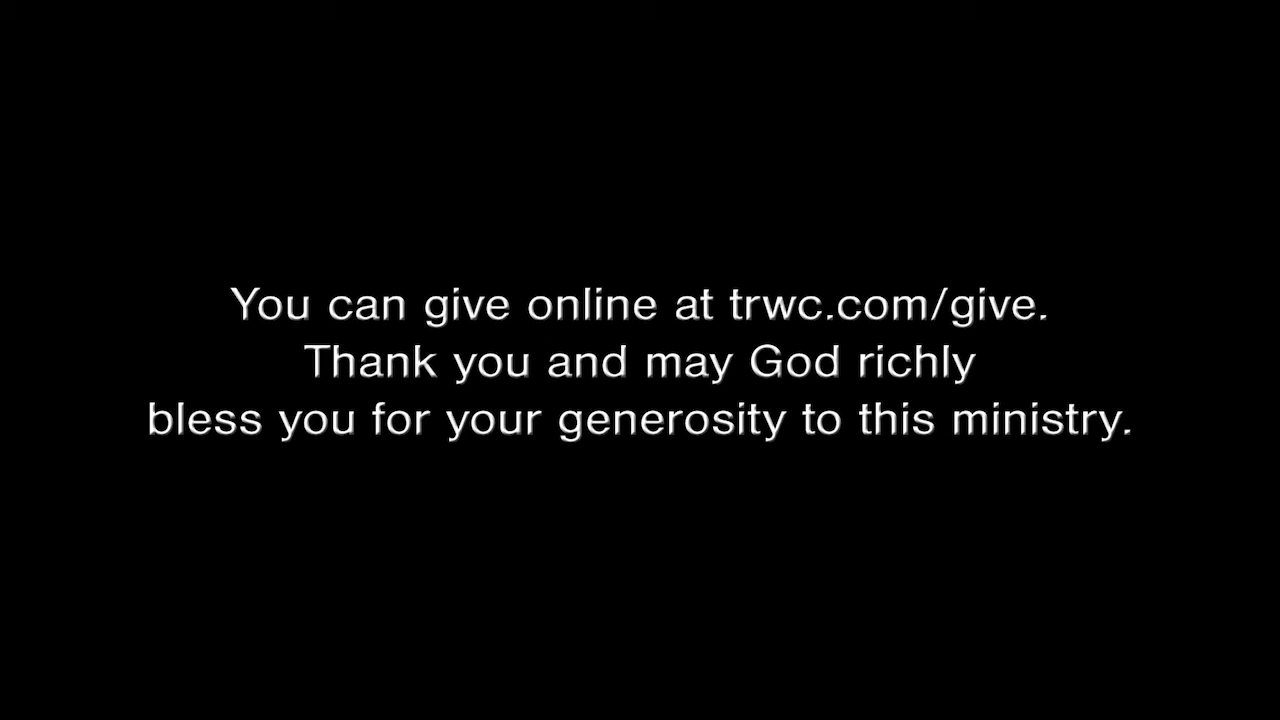 You can give online at trwc.com/give.
Thank you and may God richly
bless you for your generosity to this ministry.